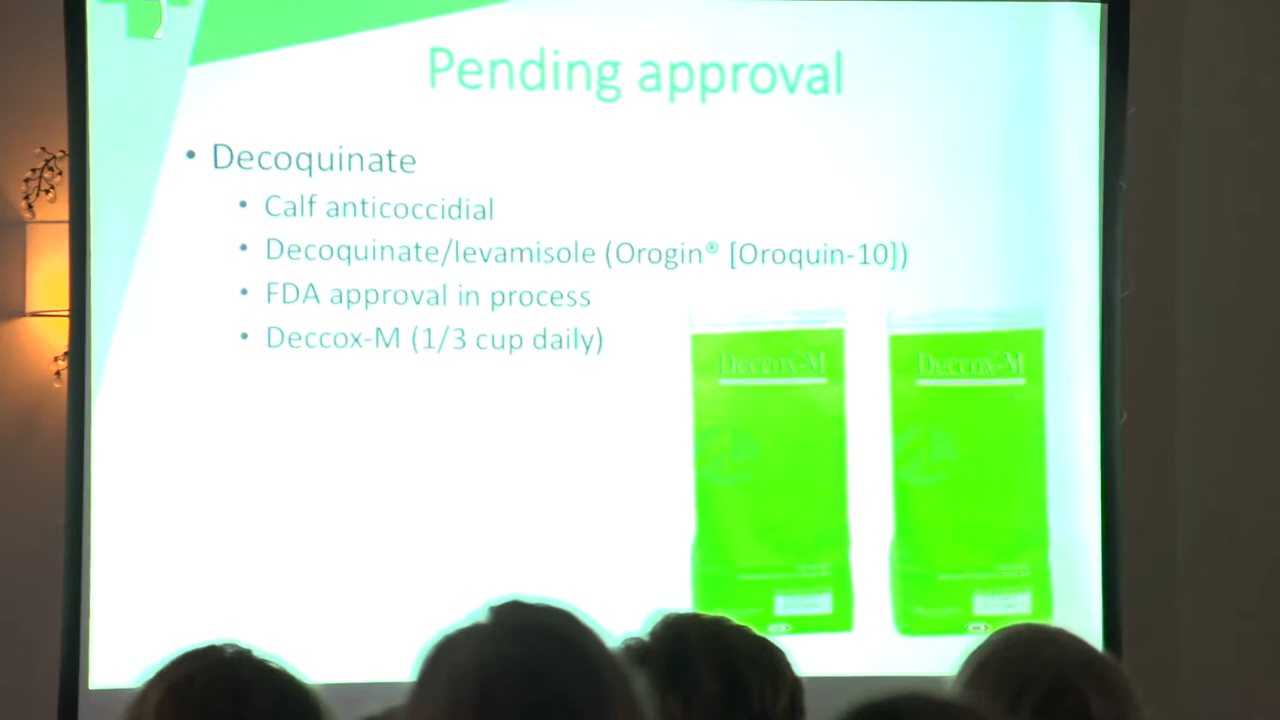 Pending approval
• Decoquinate
• Calf anticoccidial
• Decoquinate/levamisole (Orogin® [Oroquin-10])
• FDA approval in process
• Deccox-M (1/3 cup daily)
Deccox-M
Deccox-M